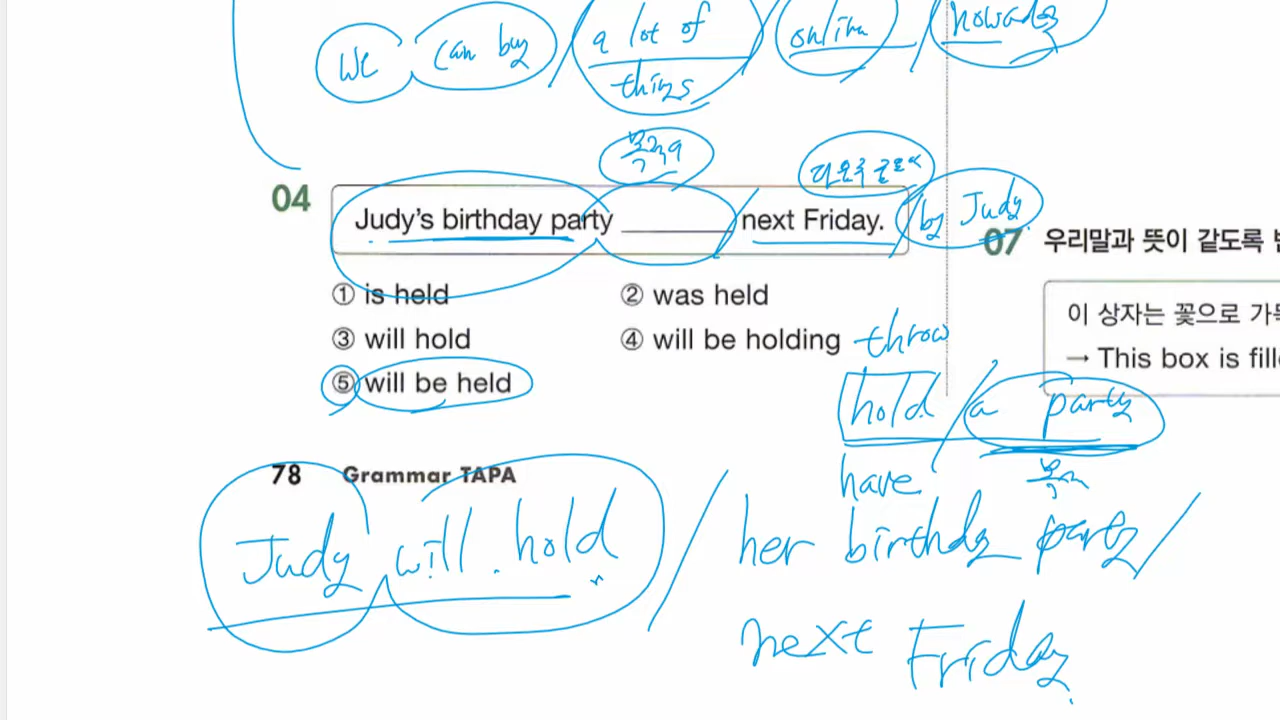 We can buy / a lot of / online / nowadays
things
04
Judy's birthday party ________ next Friday. by Judy
① is held ② was held
③ will hold ④ will be holding
⑤ will be held
throw
hold / a party
have
78 Grammar TAPA
Judy will hold / her birthday party /
next Friday.
07 우리말과 뜻이 같도록
이 상자는 꽃으로
→ This box is